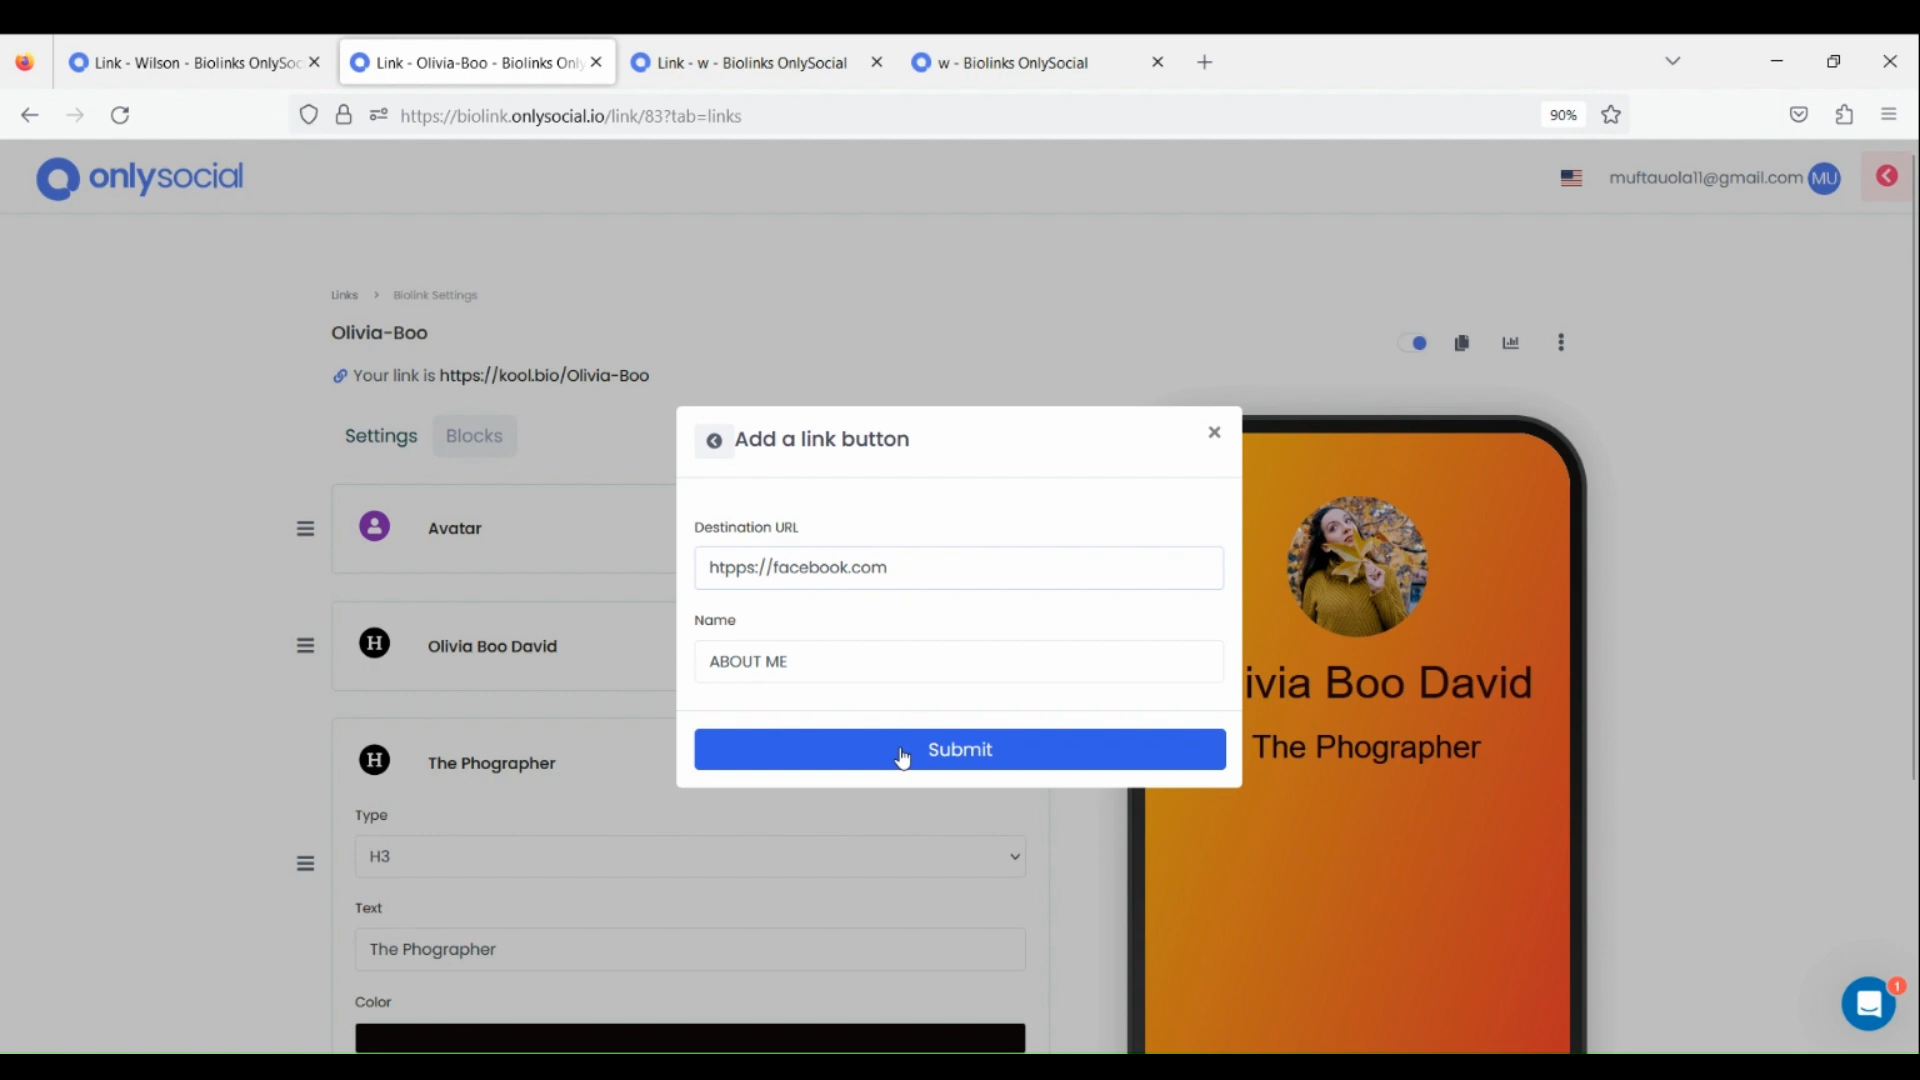 Link - Wilson - Biolinks OnlySoc
Link - Olivia-Boo - Biolinks Onl
Link - w - Biolinks OnlySocial
w - Biolinks OnlySocial
https://biolink.onlysocial.io/link/83?tab=links
90%
onlysocial
muftauola11@gmail.com
MU
Links > Biolink Settings
Olivia-Boo
Your link is https://kool.bio/Olivia-Boo
Settings
Blocks
Avatar
H
Olivia Boo David
H
The Phographer
Type
H3
Text
The Phographer
Color
Add a link button
Destination URL
htpps://facebook.com
Name
ABOUT ME
Submit
ivia Boo David
The Phographer
1